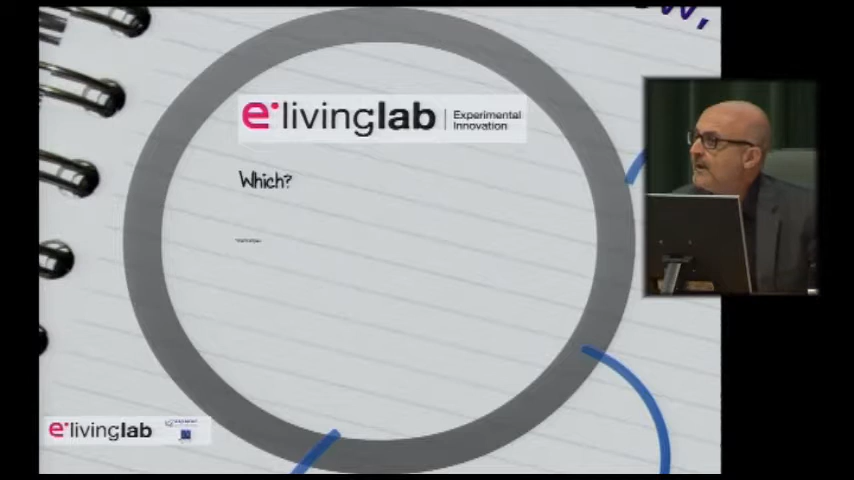 w,
e·livinglab
Experimental
Innovation
Which?
e·livinglab